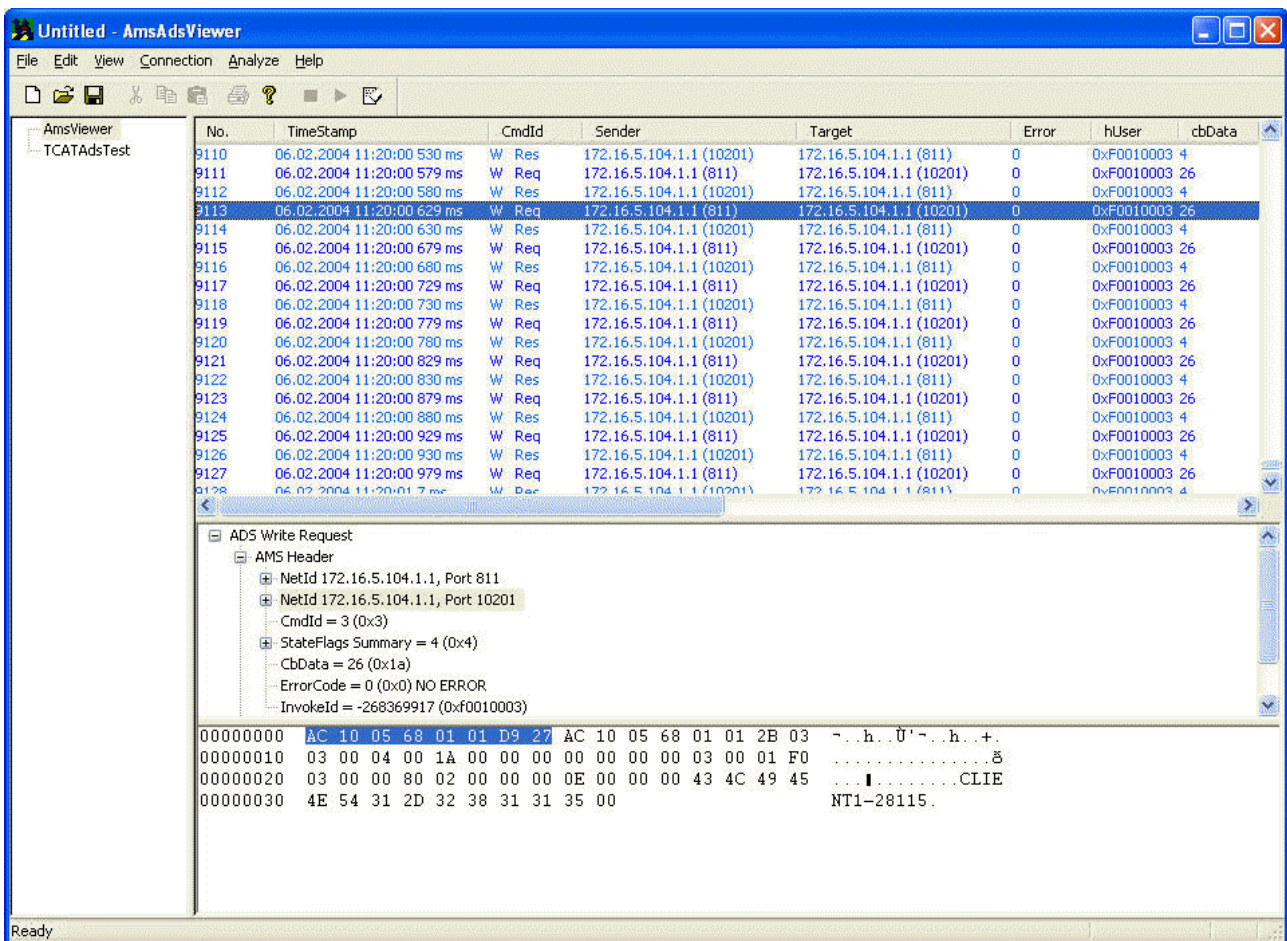 Untitled - AmsAdsViewer
File Edit View Connection Analyze Help
AmsViewer
TCATAdsTest
No. TimeStamp CmdId Sender Target Error hUser cbData
9110 06.02.2004 11:20:00 530 ms W Res 172.16.5.104.1.1 (10201) 172.16.5.104.1.1 (811) 0 0xF0010003 4
9111 06.02.2004 11:20:00 579 ms W Req 172.16.5.104.1.1 (811) 172.16.5.104.1.1 (10201) 0 0xF0010003 26
9112 06.02.2004 11:20:00 580 ms W Res 172.16.5.104.1.1 (10201) 172.16.5.104.1.1 (811) 0 0xF0010003 4
9113 06.02.2004 11:20:00 629 ms W Req 172.16.5.104.1.1 (811) 172.16.5.104.1.1 (10201) 0 0xF0010003 26
9114 06.02.2004 11:20:00 630 ms W Res 172.16.5.104.1.1 (10201) 172.16.5.104.1.1 (811) 0 0xF0010003 4
9115 06.02.2004 11:20:00 679 ms W Req 172.16.5.104.1.1 (811) 172.16.5.104.1.1 (10201) 0 0xF0010003 26
9116 06.02.2004 11:20:00 680 ms W Res 172.16.5.104.1.1 (10201) 172.16.5.104.1.1 (811) 0 0xF0010003 4
9117 06.02.2004 11:20:00 729 ms W Req 172.16.5.104.1.1 (811) 172.16.5.104.1.1 (10201) 0 0xF0010003 26
9118 06.02.2004 11:20:00 730 ms W Res 172.16.5.104.1.1 (10201) 172.16.5.104.1.1 (811) 0 0xF0010003 4
9119 06.02.2004 11:20:00 779 ms W Req 172.16.5.104.1.1 (811) 172.16.5.104.1.1 (10201) 0 0xF0010003 26
9120 06.02.2004 11:20:00 780 ms W Res 172.16.5.104.1.1 (10201) 172.16.5.104.1.1 (811) 0 0xF0010003 4
9121 06.02.2004 11:20:00 829 ms W Req 172.16.5.104.1.1 (811) 172.16.5.104.1.1 (10201) 0 0xF0010003 26
9122 06.02.2004 11:20:00 830 ms W Res 172.16.5.104.1.1 (10201) 172.16.5.104.1.1 (811) 0 0xF0010003 4
9123 06.02.2004 11:20:00 879 ms W Req 172.16.5.104.1.1 (811) 172.16.5.104.1.1 (10201) 0 0xF0010003 26
9124 06.02.2004 11:20:00 880 ms W Res 172.16.5.104.1.1 (10201) 172.16.5.104.1.1 (811) 0 0xF0010003 4
9125 06.02.2004 11:20:00 929 ms W Req 172.16.5.104.1.1 (811) 172.16.5.104.1.1 (10201) 0 0xF0010003 26
9126 06.02.2004 11:20:00 930 ms W Res 172.16.5.104.1.1 (10201) 172.16.5.104.1.1 (811) 0 0xF0010003 4
9127 06.02.2004 11:20:00 979 ms W Req 172.16.5.104.1.1 (811) 172.16.5.104.1.1 (10201) 0 0xF0010003 26
9128 06.02.2004 11:20:01 7 ms W Res 172.16.5.104.1.1 (10201) 172.16.5.104.1.1 (811) 0 0xF0010003 4
ADS Write Request
AMS Header
NetId 172.16.5.104.1.1, Port 811
NetId 172.16.5.104.1.1, Port 10201
CmdId = 3 (0x3)
StateFlags Summary = 4 (0x4)
CbData = 26 (0x1a)
ErrorCode = 0 (0x0) NO ERROR
InvokeId = -268369917 (0xf0010003)
00000000 AC 10 05 68 01 01 D9 27 AC 10 05 68 01 01 2B 03 ¬..h..Ù'¬..h..+.
00000010 03 00 04 00 1A 00 00 00 00 00 00 00 03 00 01 F0 ...............ð
00000020 03 00 00 80 02 00 00 00 0E 00 00 00 43 4C 49 45 ...▮........CLIE
00000030 4E 54 31 2D 32 38 31 31 35 00 NT1-28115.
Ready